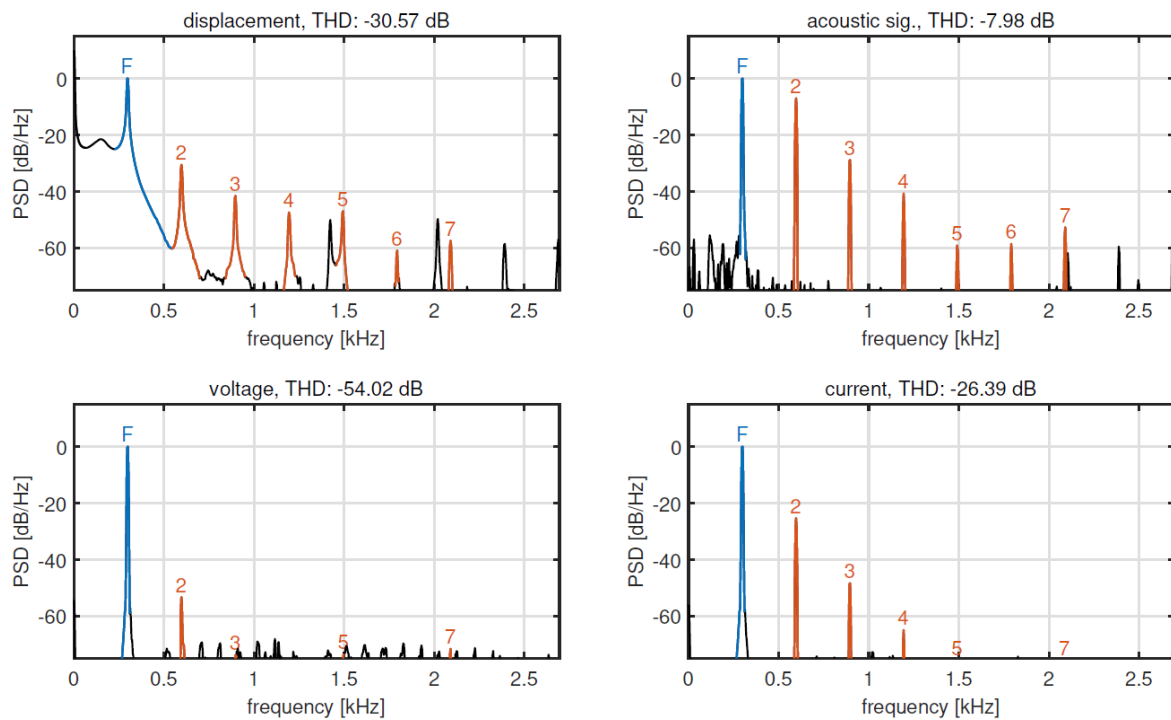 displacement, THD: -30.57 dB
F
2
3
4
5
6
7
0
-20
-40
-60
PSD [dB/Hz]
0 0.5 1 1.5 2 2.5
frequency [kHz]
acoustic sig., THD: -7.98 dB
F
2
3
4
5
6
7
0
-20
-40
-60
PSD [dB/Hz]
0 0.5 1 1.5 2 2.5
frequency [kHz]
voltage, THD: -54.02 dB
F
2
3
5
7
0
-20
-40
-60
PSD [dB/Hz]
0 0.5 1 1.5 2 2.5
frequency [kHz]
current, THD: -26.39 dB
F
2
3
4
5
7
0
-20
-40
-60
PSD [dB/Hz]
0 0.5 1 1.5 2 2.5
frequency [kHz]